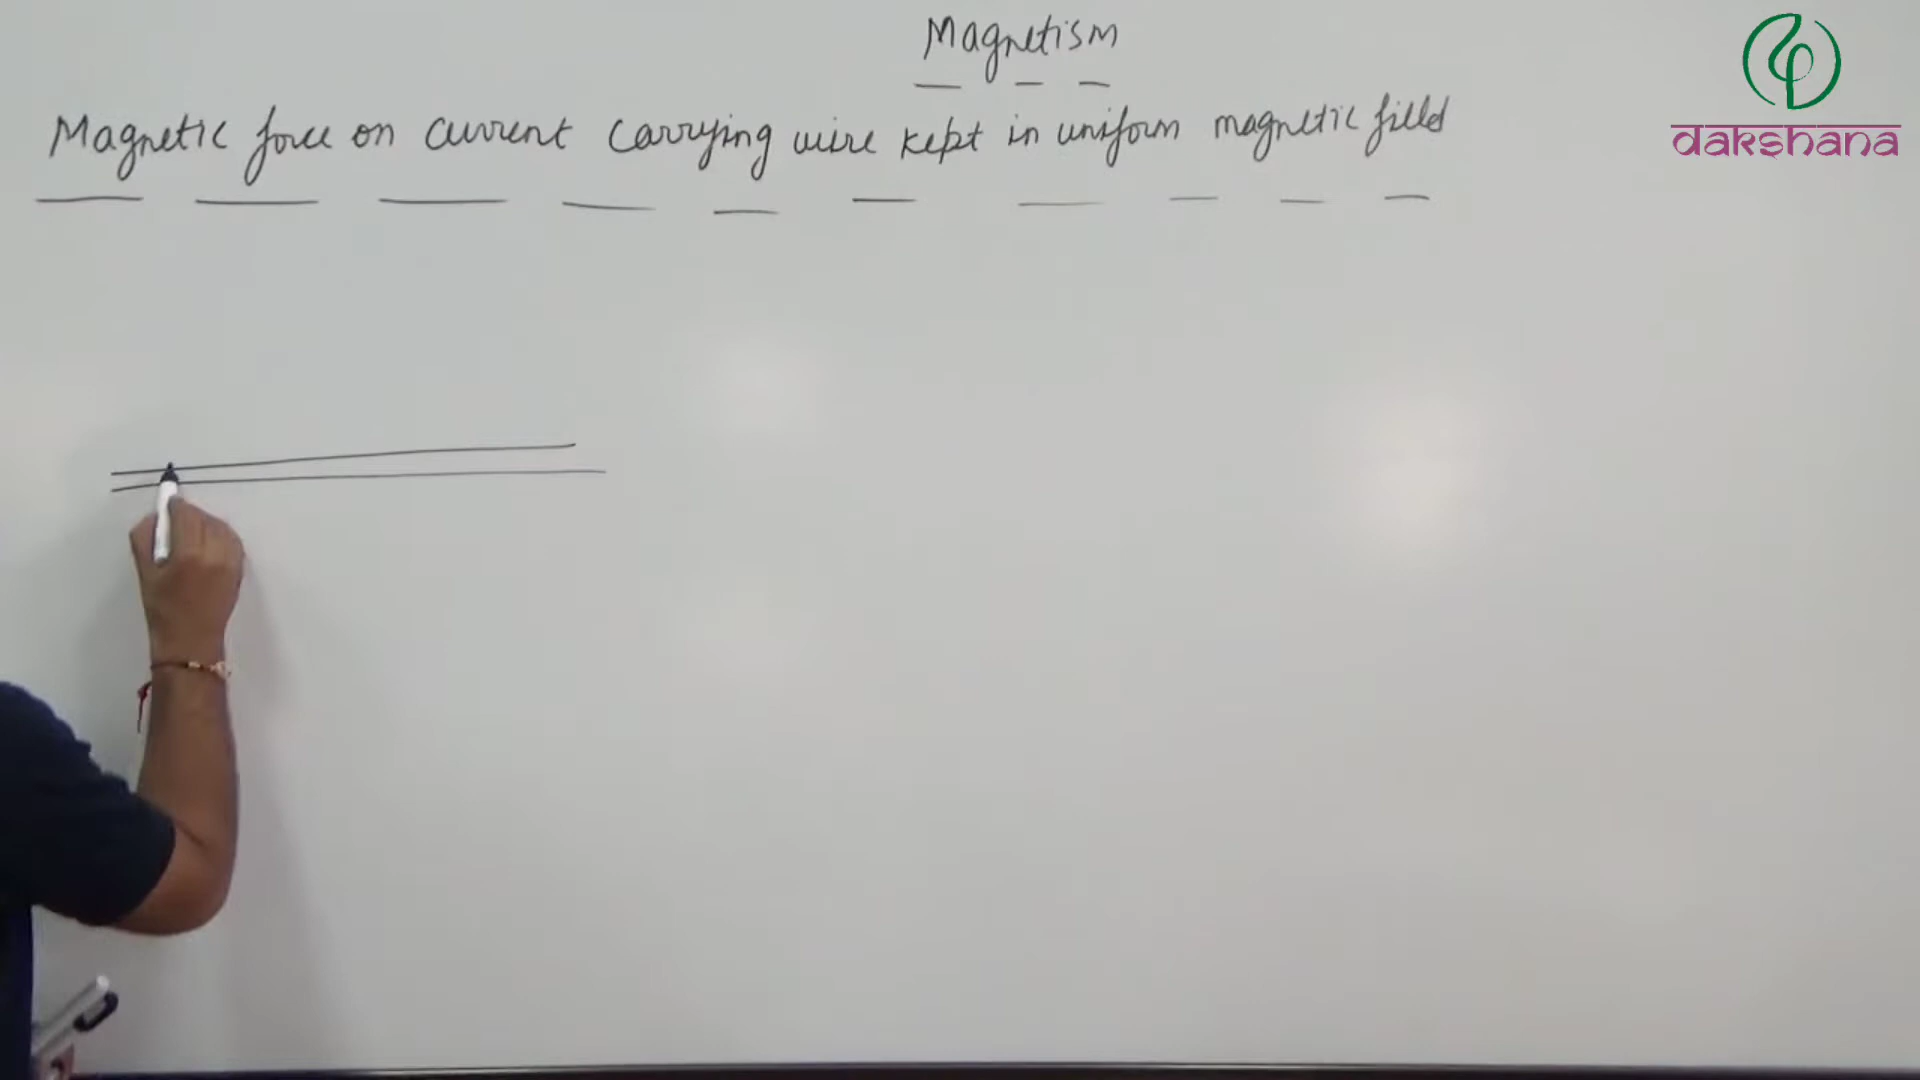 Magnetism
Magnetic force on current carrying wire kept in uniform magnetic field
dakshana